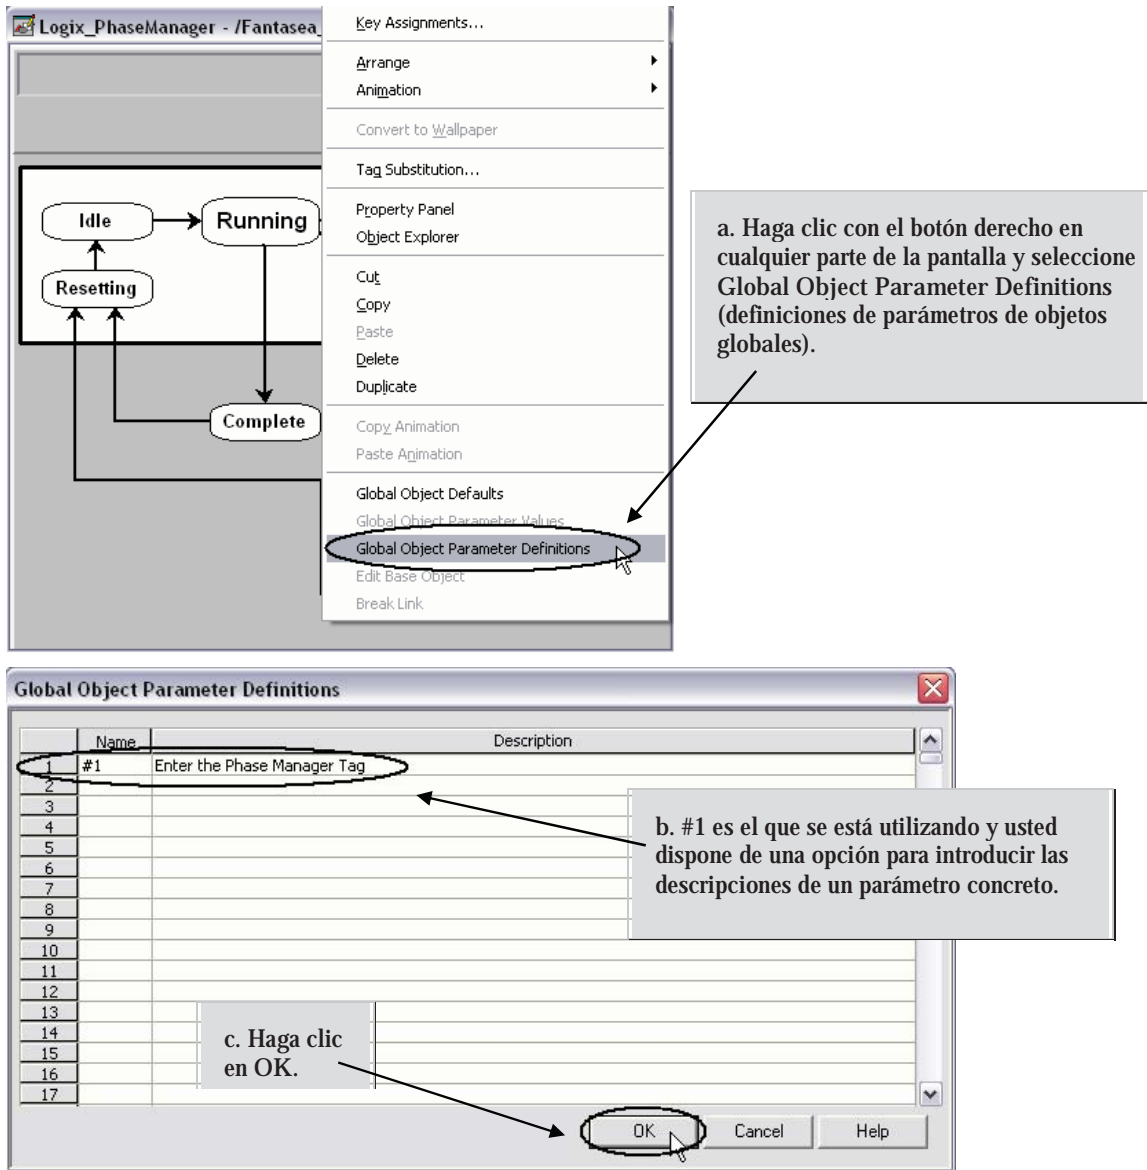 Logix_PhaseManager - /Fantasea_
Key Assignments...
Arrange
Animation
Convert to Wallpaper
Tag Substitution...
Property Panel
Object Explorer
Cut
Copy
Paste
Delete
Duplicate
Copy Animation
Paste Animation
Global Object Defaults
Global Object Parameter Values
Global Object Parameter Definitions
Edit Base Object
Break Link
Idle
Running
Resetting
Complete
a. Haga clic con el botón derecho en
cualquier parte de la pantalla y seleccione
Global Object Parameter Definitions
(definiciones de parámetros de objetos
globales).
Global Object Parameter Definitions
Name Description
1 #1 Enter the Phase Manager Tag
2
3
4
5
6
7
8
9
10
11
12
13
14
15
16
17
b. #1 es el que se está utilizando y usted
dispone de una opción para introducir las
descripciones de un parámetro concreto.
c. Haga clic
en OK.
OK Cancel Help